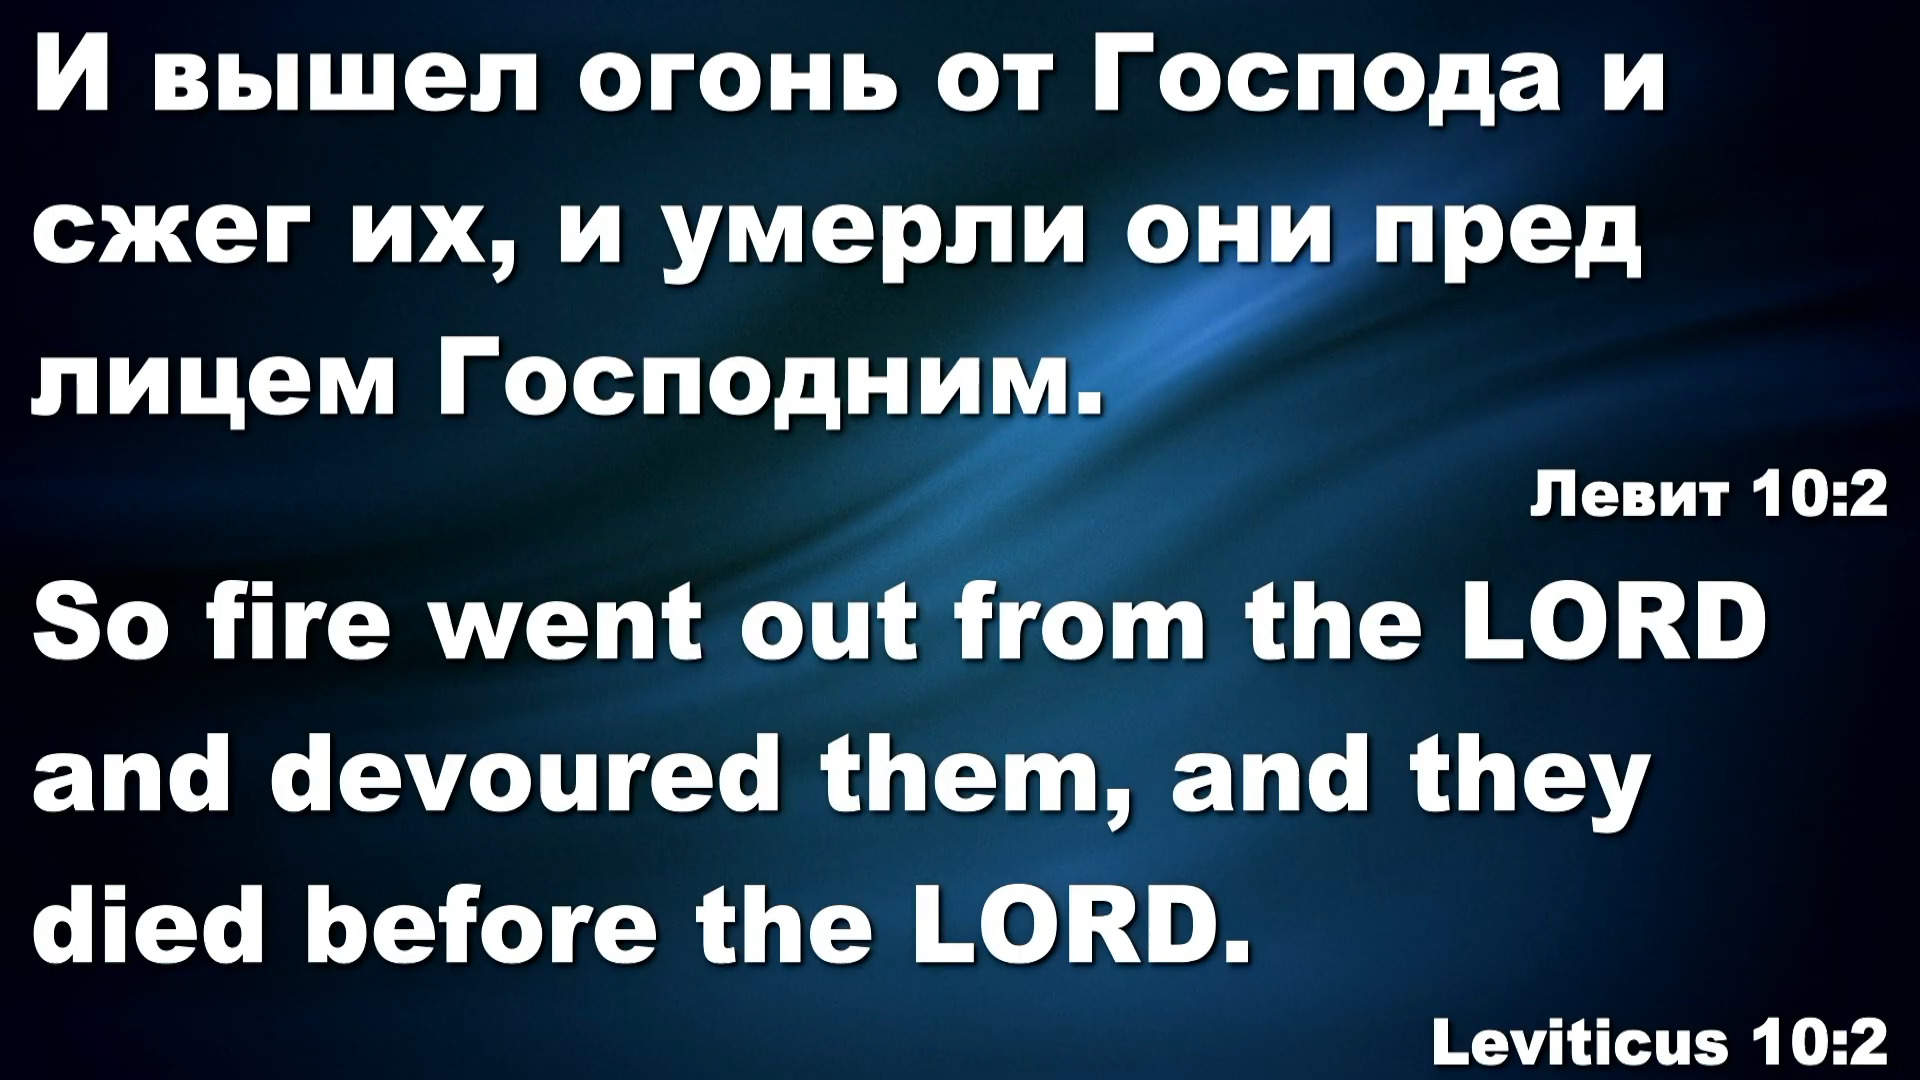 И вышел огонь от Господа и
сжег их, и умерли они пред
лицем Господним.
Левит 10:2
So fire went out from the LORD
and devoured them, and they
died before the LORD.
Leviticus 10:2